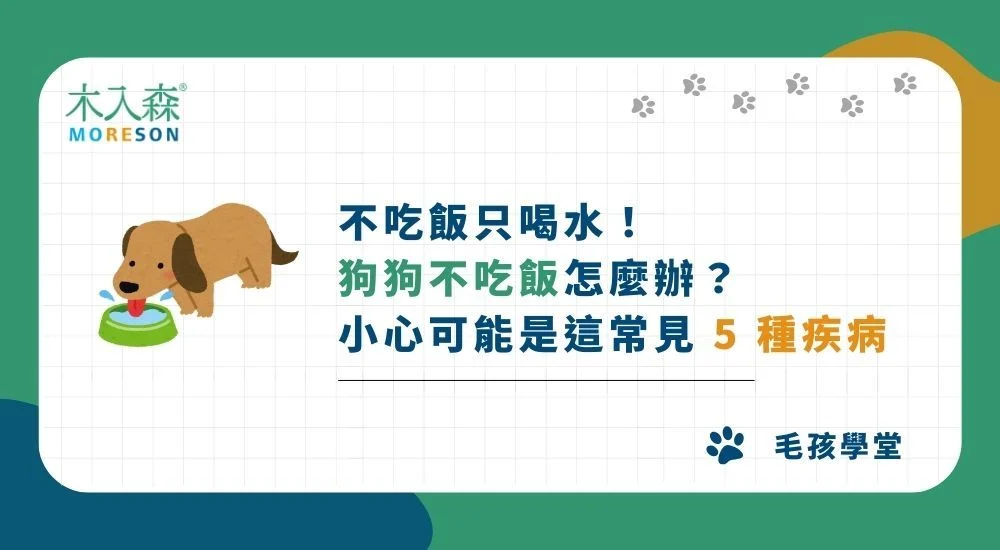 木入森®
MORESON
不吃飯只喝水！
狗狗不吃飯怎麼辦？
小心可能是這常見 5 種疾病
毛孩學堂